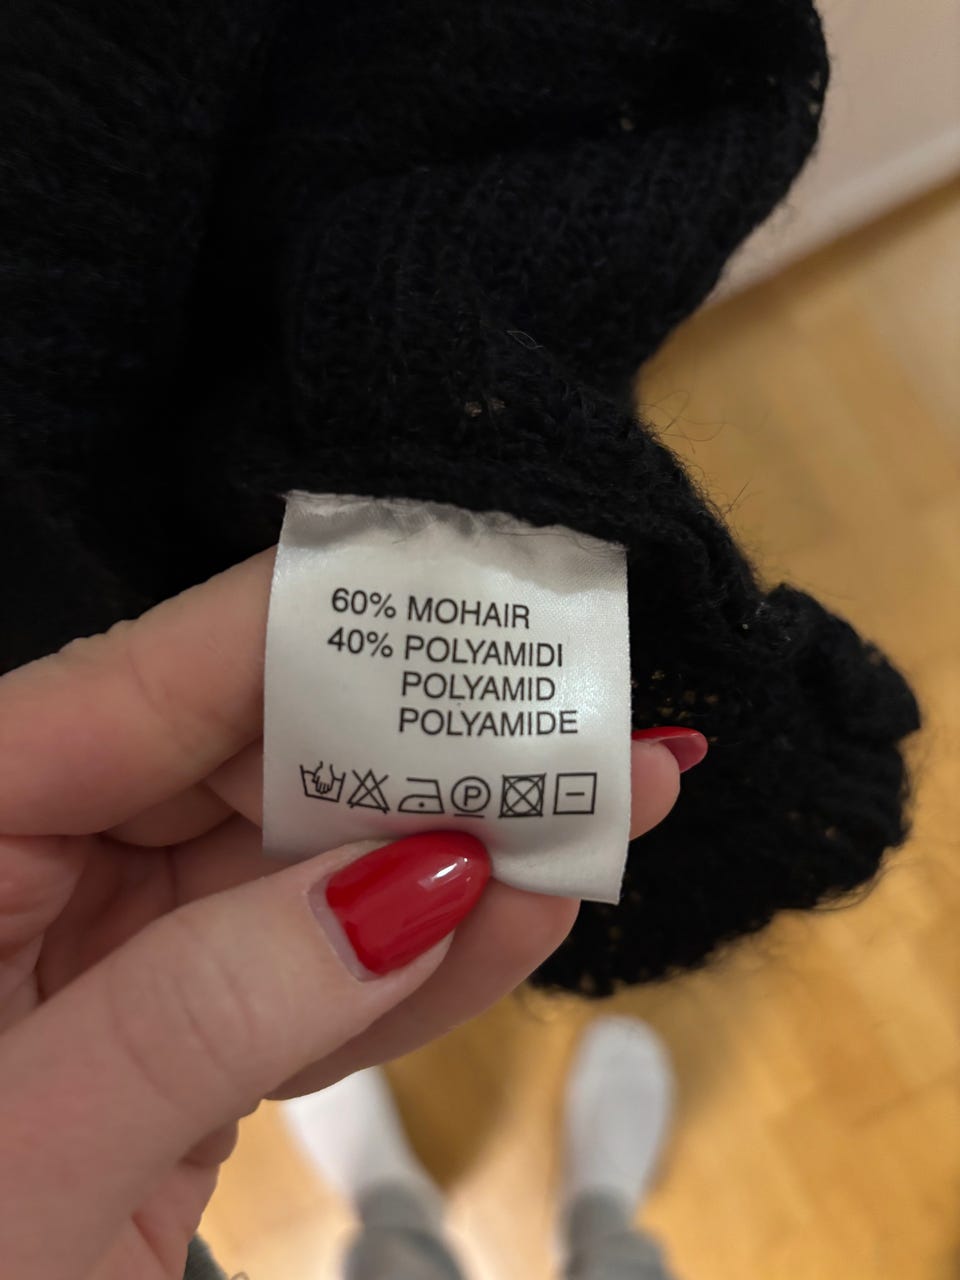 60% MOHAIR
40% POLYAMIDI
POLYAMID
POLYAMIDE
P